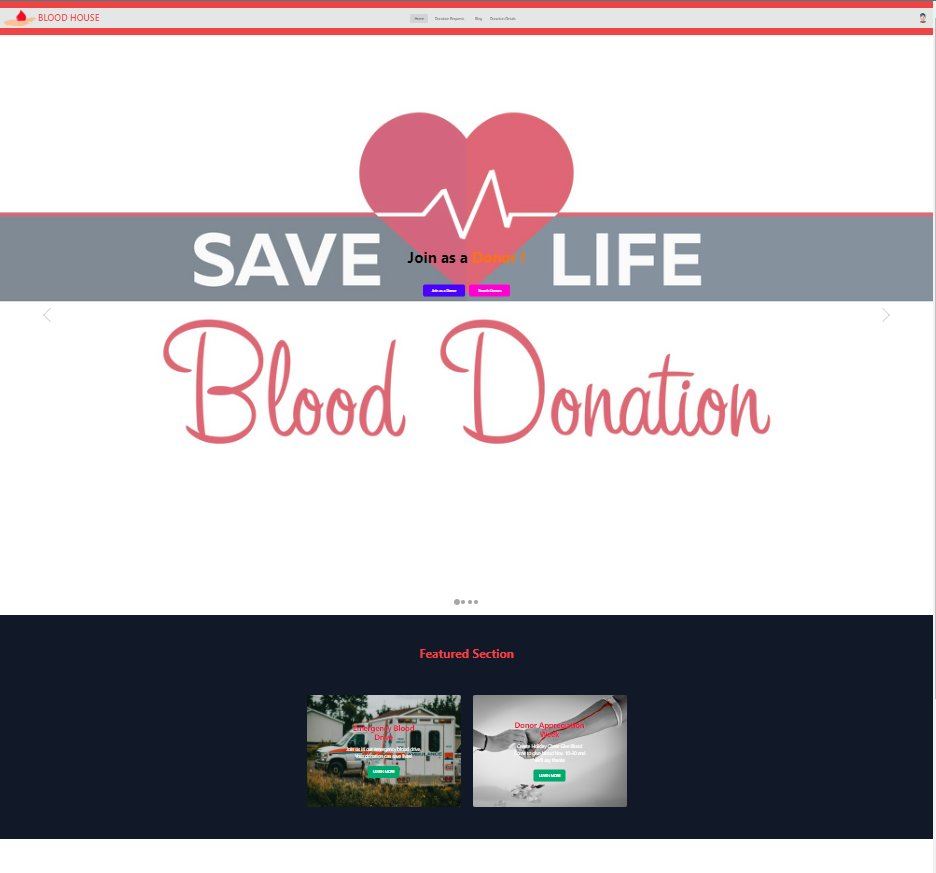 BLOOD HOUSE
Home Donation Requests Blog Donation Details
SAVE LIFE
Join as a Donor ?
Join as a Donor Search Donors
Blood Donation
Featured Section
Emergency Blood
Drive
Join us in our emergency blood drive.
Your donation can save lives!
LEARN MORE
Donor Appreciation
Week
LEARN MORE